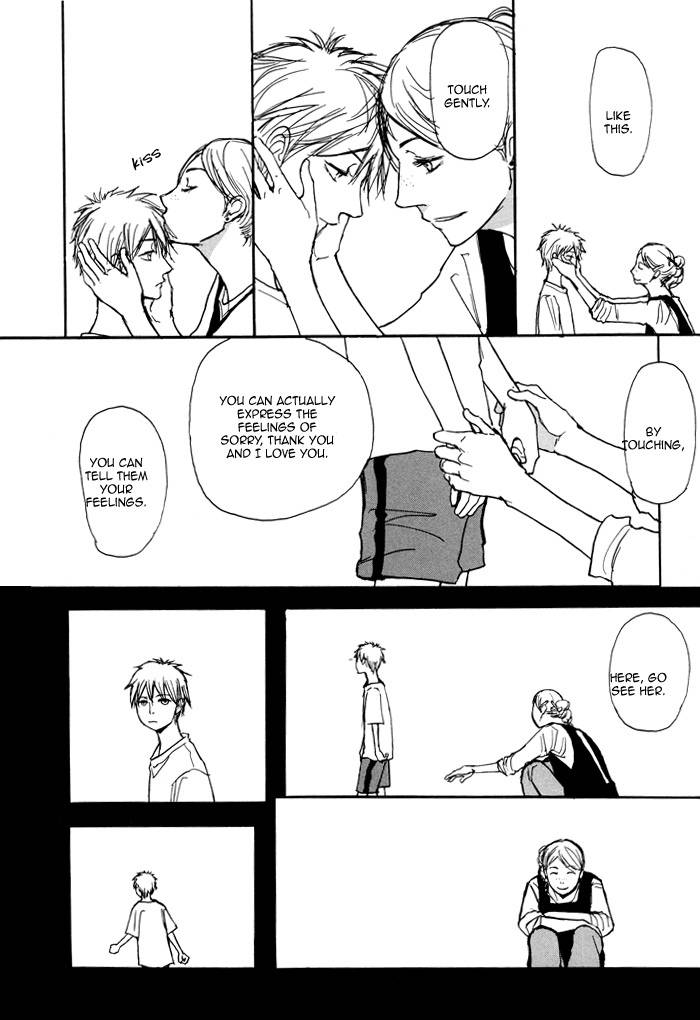 LIKE
THIS.
TOUCH
GENTLY.
KISS
BY
TOUCHING,
YOU CAN ACTUALLY
EXPRESS THE
FEELINGS OF
SORRY, THANK YOU
AND I LOVE YOU.
YOU CAN
TELL THEM
YOUR
FEELINGS.
HERE, GO
SEE HER.